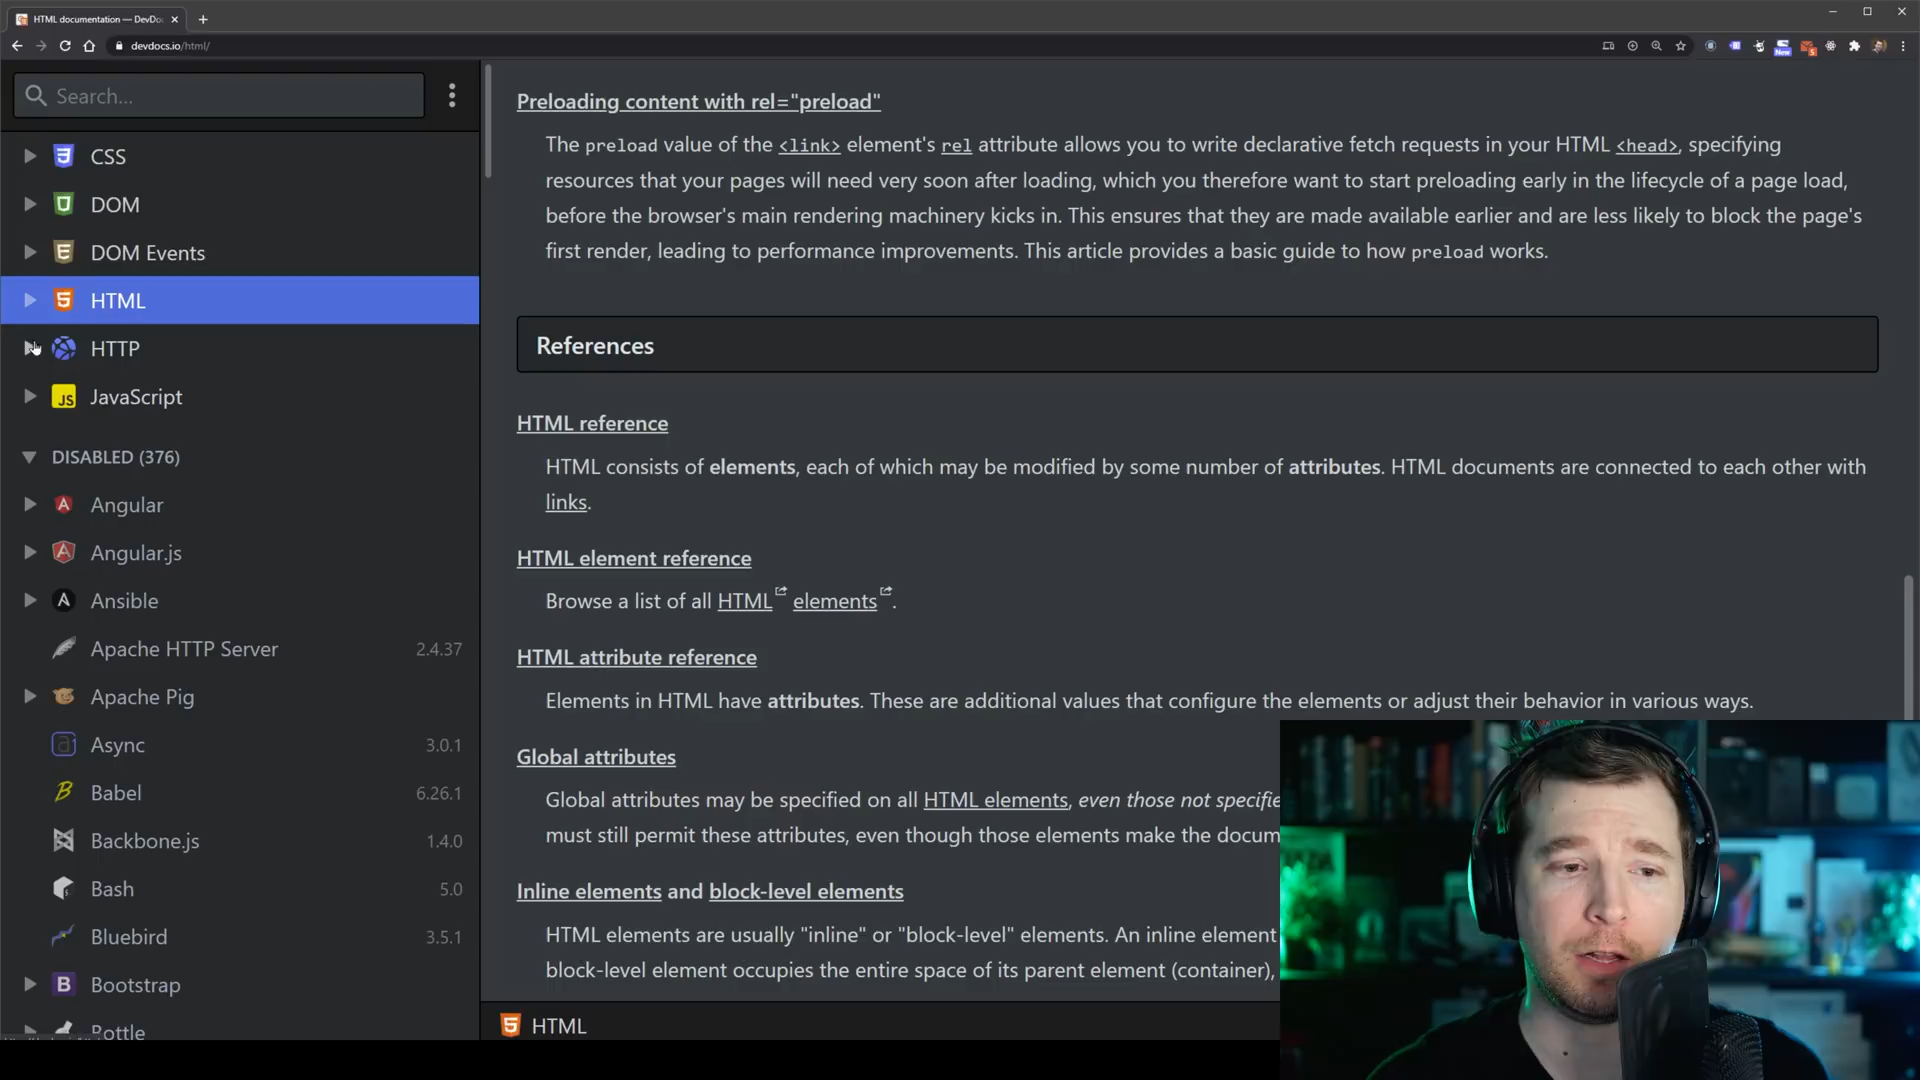 HTML documentation — DevDo
devdocs.io/html/
New
Search...
CSS
DOM
DOM Events
HTML
HTTP
JS JavaScript
DISABLED (376)
Angular
Angular.js
Ansible
Apache HTTP Server 2.4.37
Apache Pig
Async 3.0.1
Babel 6.26.1
Backbone.js 1.4.0
Bash 5.0
Bluebird 3.5.1
B Bootstrap
Bottle
Preloading content with rel="preload"
The preload value of the <link> element's rel attribute allows you to write declarative fetch requests in your HTML <head>, specifying
resources that your pages will need very soon after loading, which you therefore want to start preloading early in the lifecycle of a page load,
before the browser's main rendering machinery kicks in. This ensures that they are made available earlier and are less likely to block the page's
first render, leading to performance improvements. This article provides a basic guide to how preload works.
References
HTML reference
HTML consists of elements, each of which may be modified by some number of attributes. HTML documents are connected to each other with
links.
HTML element reference
Browse a list of all HTML elements.
HTML attribute reference
Elements in HTML have attributes. These are additional values that configure the elements or adjust their behavior in various ways.
Global attributes
Global attributes may be specified on all HTML elements, even those not specifie
must still permit these attributes, even though those elements make the docum
Inline elements and block-level elements
HTML elements are usually "inline" or "block-level" elements. An inline element
block-level element occupies the entire space of its parent element (container),
HTML